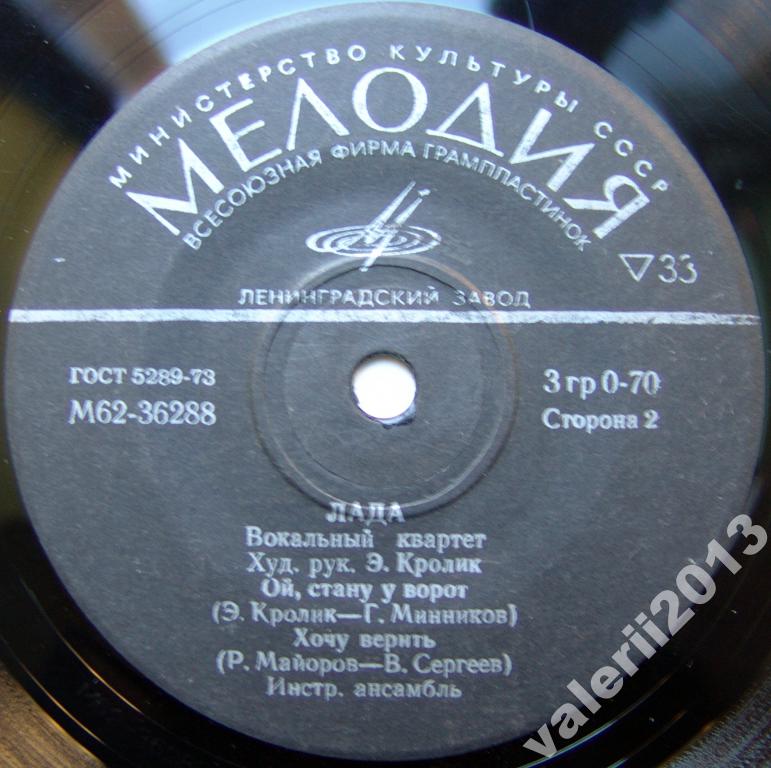 МИНИСТЕРСТВО КУЛЬТУРЫ СССР
МЕЛОДИЯ
ВСЕСОЮЗНАЯ ФИРМА ГРАМПЛАСТИНОК
▽33
ЛЕНИНГРАДСКИЙ ЗАВОД
ГОСТ 5289-73
3 гр 0-70
М62-36288
Сторона 2
ЛАДА
Вокальный квартет
Худ. рук. Э. Кролик
Ой, стану у ворот
(Э. Кролик—Г. Минников)
Хочу верить
(Р. Майоров—В. Сергеев)
Инстр. ансамбль
valerii2013